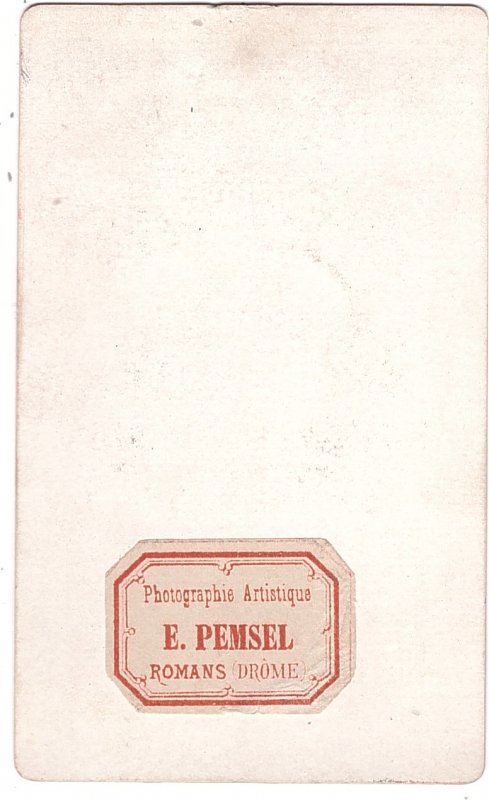 Photographie Artistique
E. PEMSEL
ROMANS (DRÔME)